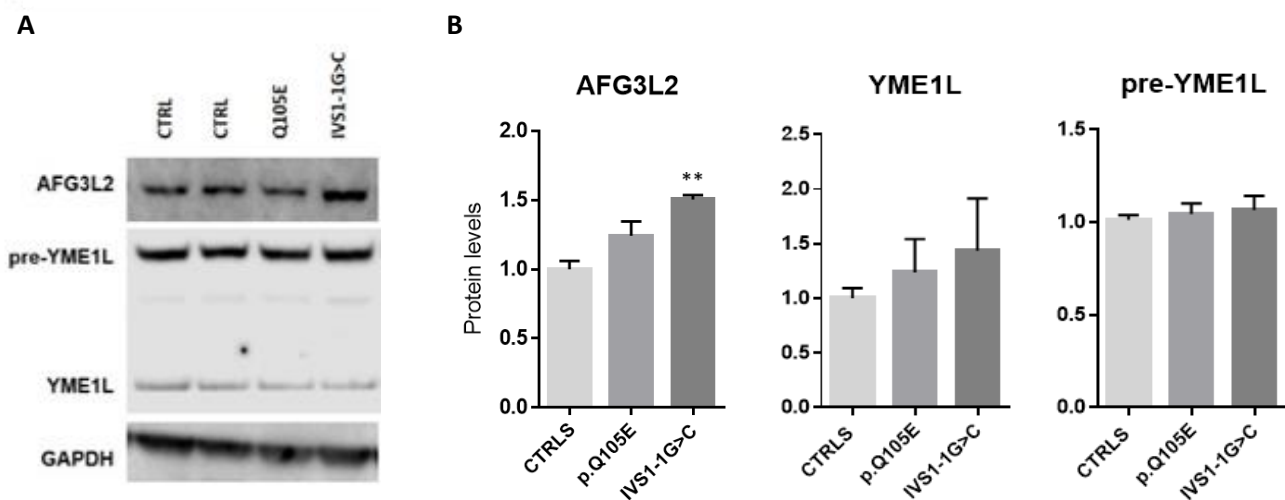 A
CTRL
CTRL
Q105E
IVS1-1G>C
AFG3L2
pre-YME1L
YME1L
GAPDH
B
AFG3L2
Protein levels
2.0
1.5
1.0
0.5
0.0
**
CTRLS
p.Q105E
IVS1-1G>C
YME1L
2.5
2.0
1.5
1.0
0.5
0.0
CTRLS
p.Q105E
IVS1-1G>C
pre-YME1L
1.5
1.0
0.5
0.0
CTRLS
p.Q105E
IVS1-1G>C